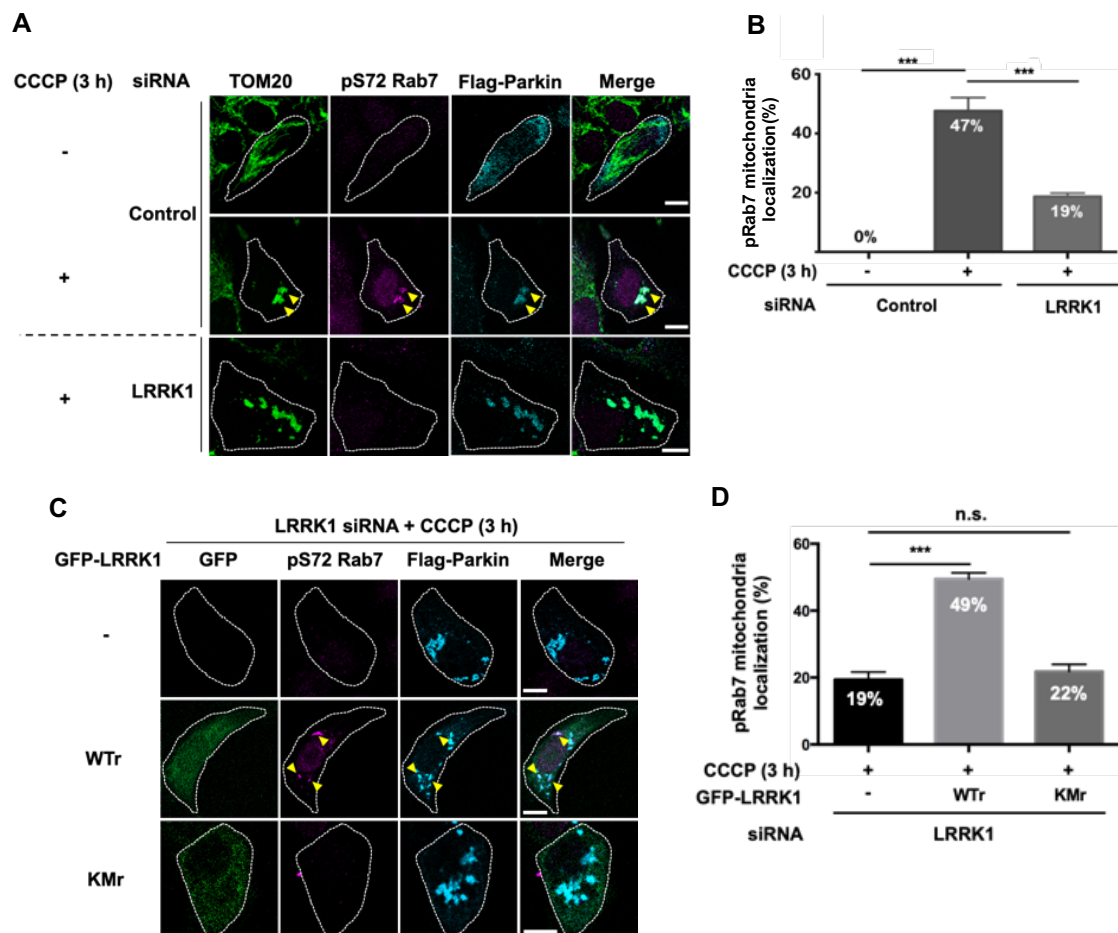 A
CCCP (3 h) siRNA TOM20 pS72 Rab7 Flag-Parkin Merge
-
Control
+
+ LRRK1
B
*** ***
pRab7 mitochondria
localization(%)
60
40
20
0% 47% 19%
CCCP (3 h) - + +
siRNA Control LRRK1
C
LRRK1 siRNA + CCCP (3 h)
GFP-LRRK1 GFP pS72 Rab7 Flag-Parkin Merge
-
WTr
KMr
D
n.s.
***
pRab7 mitochondria
localization (%)
60
40
20
0
19% 49% 22%
CCCP (3 h) + + +
GFP-LRRK1 - WTr KMr
siRNA LRRK1